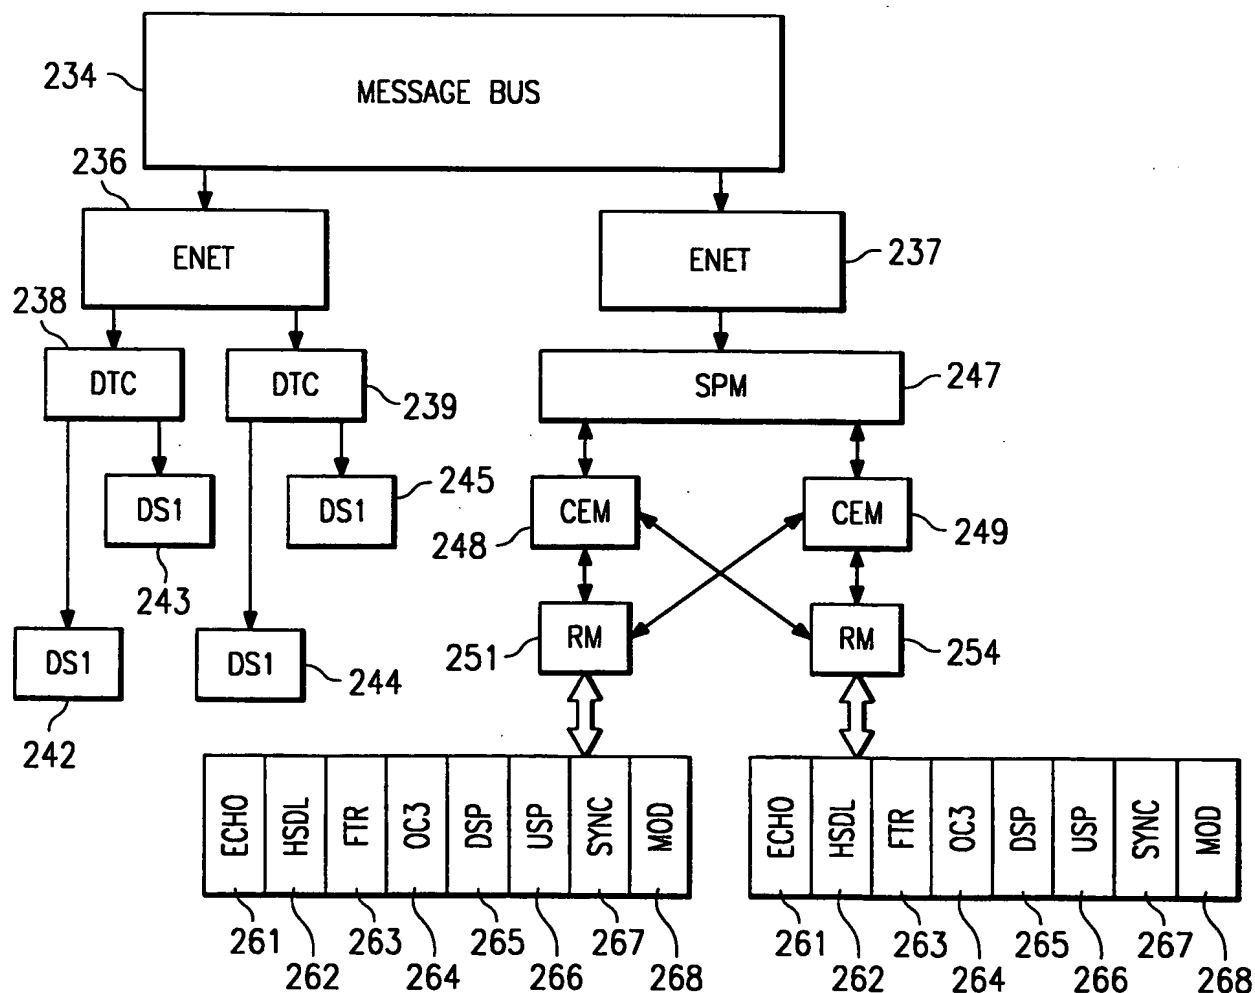 234
MESSAGE BUS
236
ENET
ENET
237
238
DTC
DTC
239
SPM
247
DS1
243
DS1
245
CEM
248
CEM
249
DS1
242
DS1
244
RM
251
RM
254
ECHO
HSDL
FTR
OC3
DSP
USP
SYNC
MOD
ECHO
HSDL
FTR
OC3
DSP
USP
SYNC
MOD
261
262
263
264
265
266
267
268
261
262
263
264
265
266
267
268